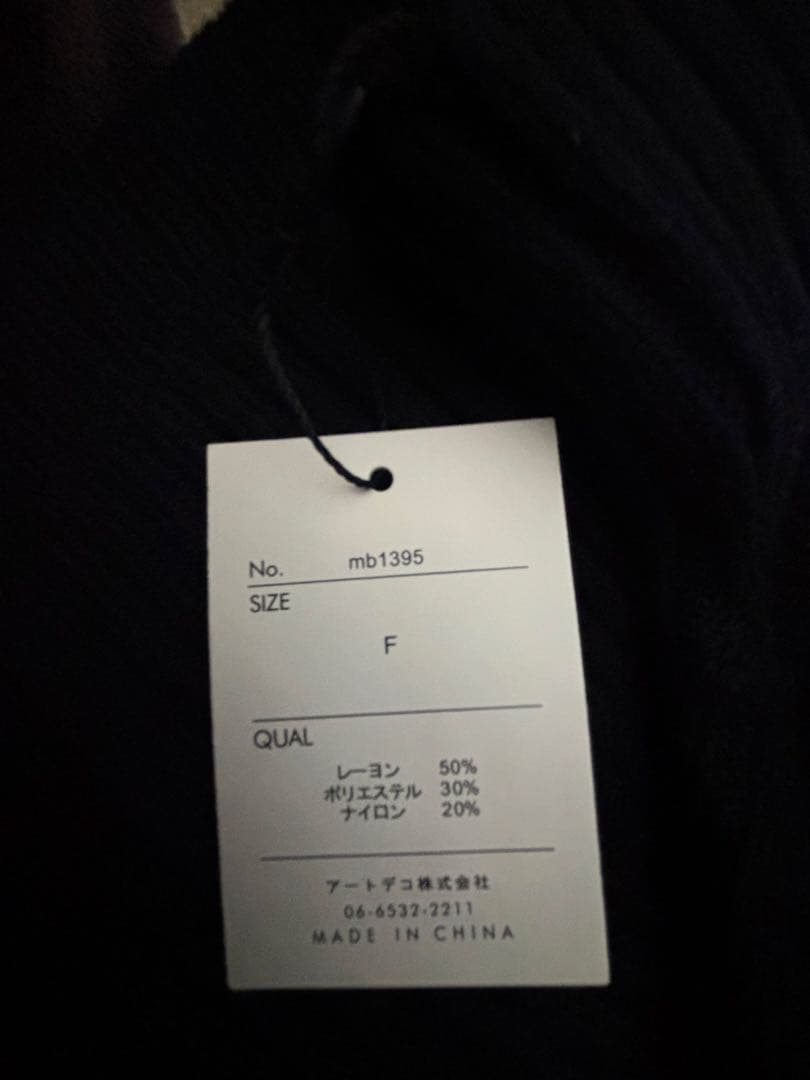 No. mb1395
SIZE
F
QUAL
レーヨン 50%
ポリエステル 30%
ナイロン 20%
アートデコ株式会社
06-6532-2211
MADE IN CHINA